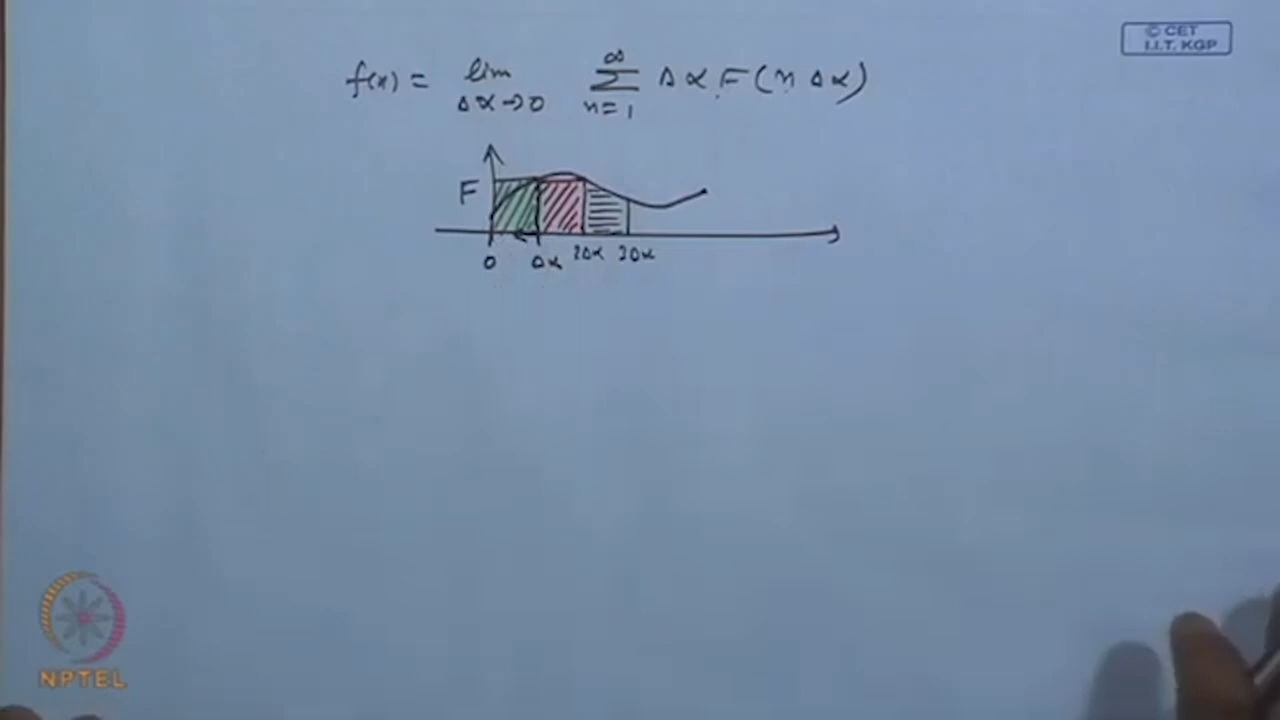 © CET
I.I.T. KGP
f(x) = lim Δα→0 ∑ n=1 ∞ Δα F(n Δα)
F
0 Δα 2Δα 3Δα
NPTEL